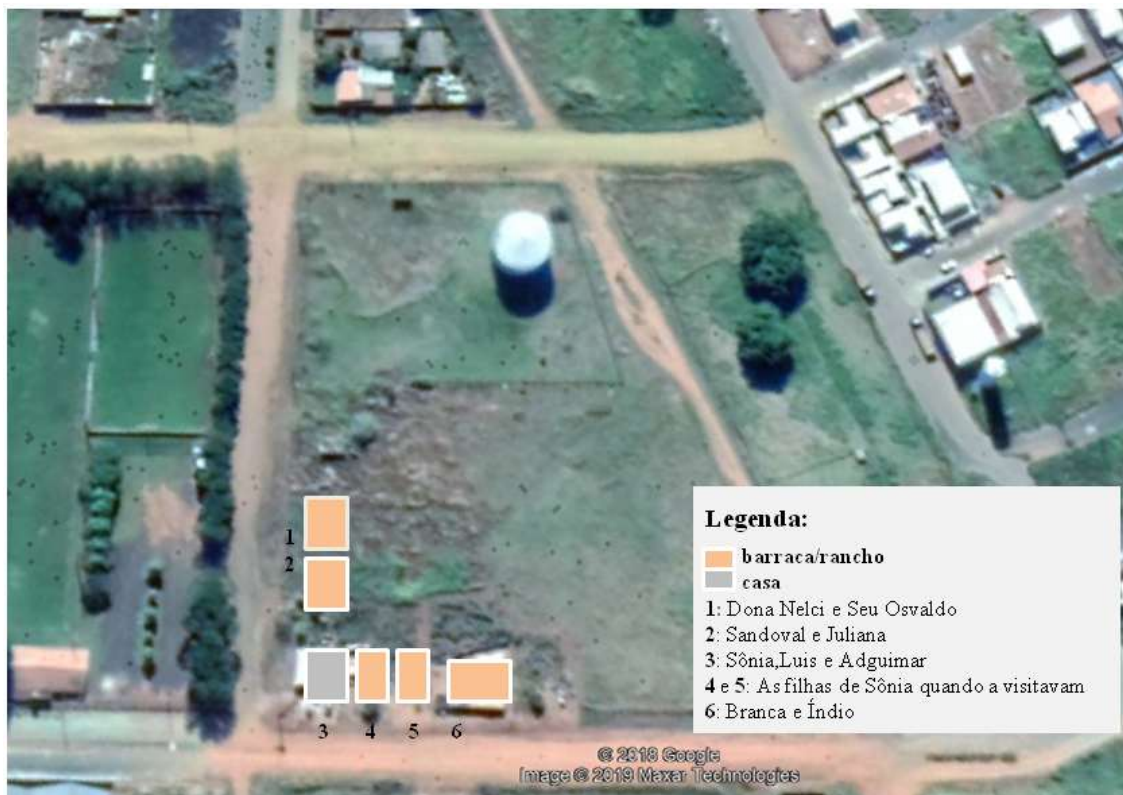 1
2
3 4 5 6
Legenda:
barraca/rancho
casa
1: Dona Nelci e Seu Osvaldo
2: Sandoval e Juliana
3: Sônia,Luis e Adguimar
4 e 5: As filhas de Sônia quando a visitavam
6: Branca e Índio
© 2018 Google
Image © 2019 Maxar Technologies